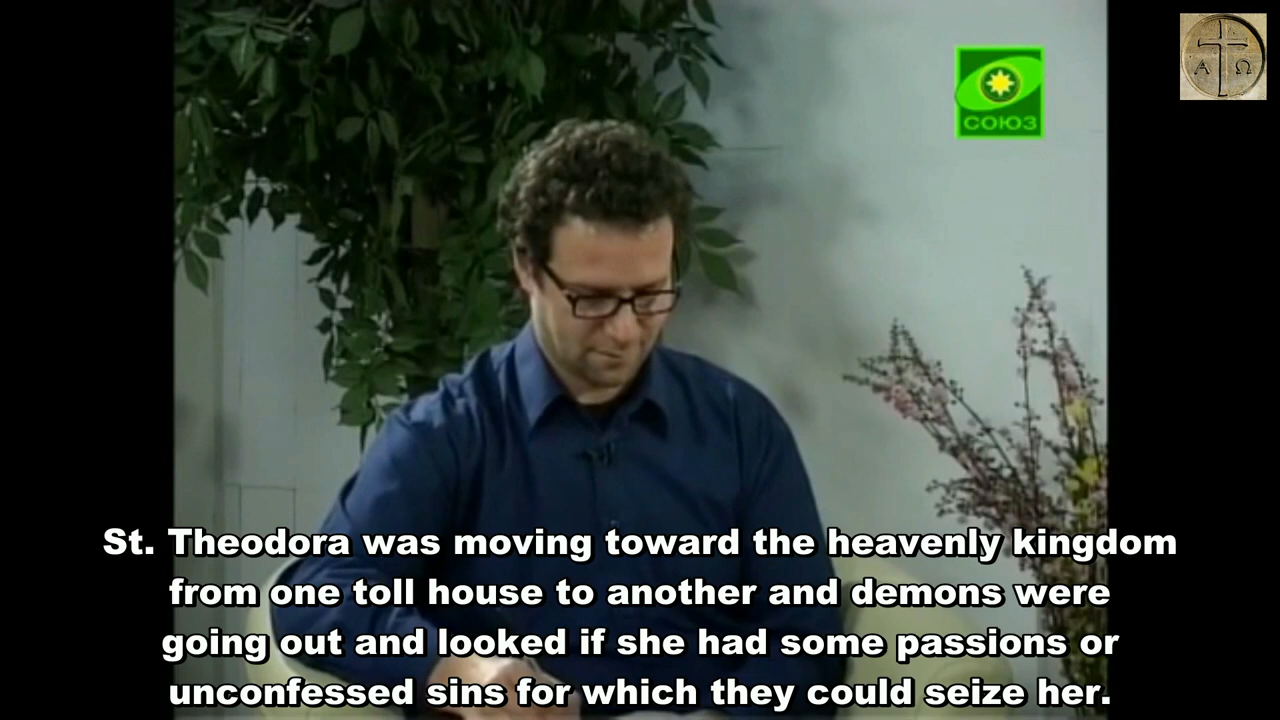 СОЮЗ
Α Ω
St. Theodora was moving toward the heavenly kingdom
from one toll house to another and demons were
going out and looked if she had some passions or
unconfessed sins for which they could seize her.